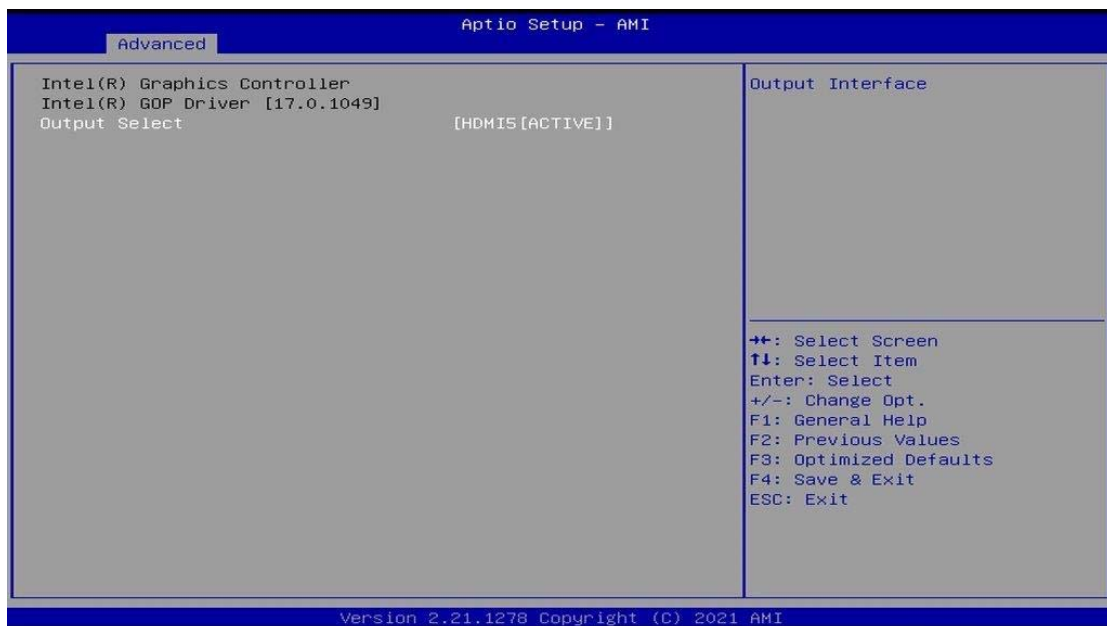 Aptio Setup – AMI
Advanced
Intel(R) Graphics Controller
Intel(R) GOP Driver [17.0.1049]
Output Select [HDMI5[ACTIVE]]
Output Interface
→←: Select Screen
↑↓: Select Item
Enter: Select
+/-: Change Opt.
F1: General Help
F2: Previous Values
F3: Optimized Defaults
F4: Save & Exit
ESC: Exit
Version 2.21.1278 Copyright (C) 2021 AMI